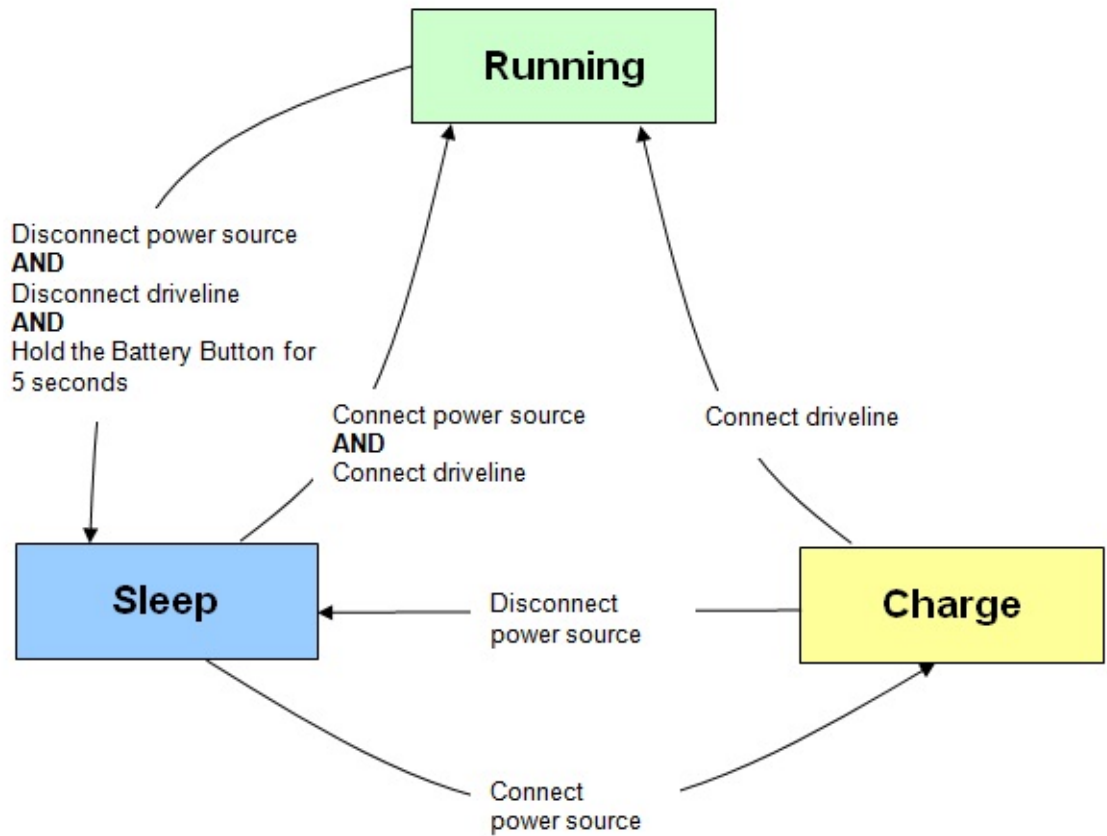 Running
Disconnect power source
AND
Disconnect driveline
AND
Hold the Battery Button for
5 seconds
Connect power source
AND
Connect driveline
Connect driveline
Sleep
Disconnect
power source
Charge
Connect
power source